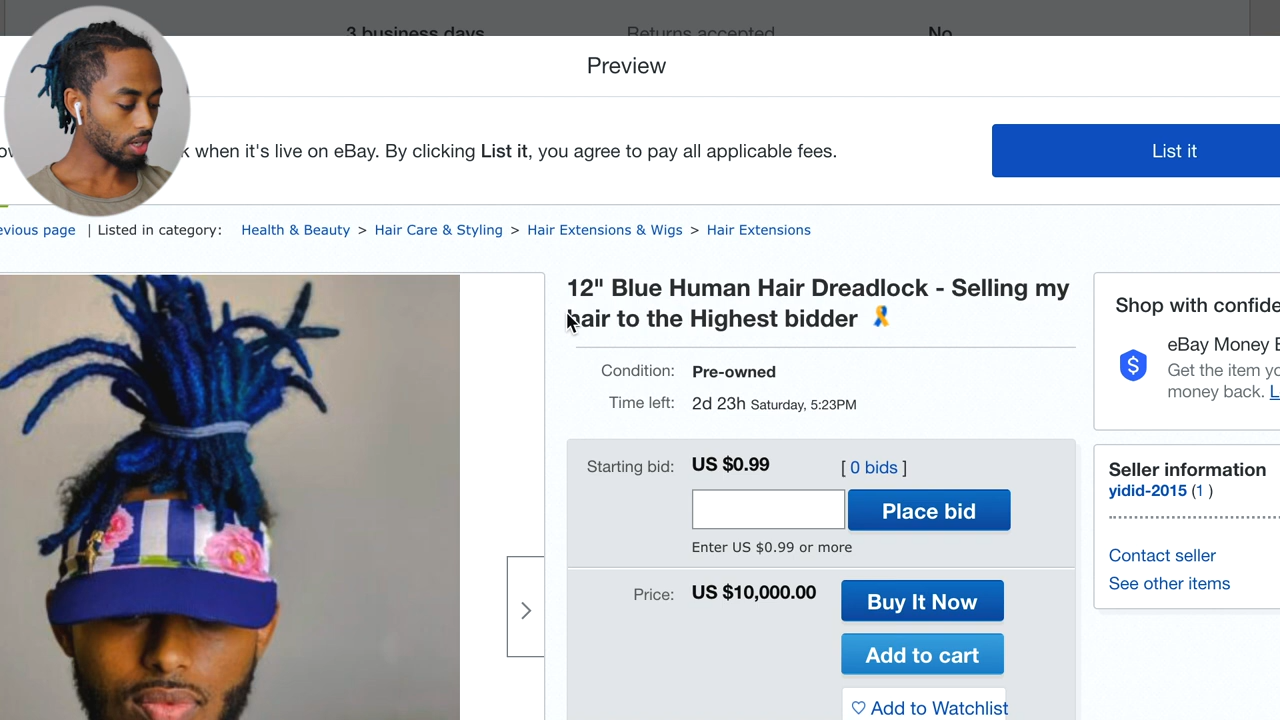 3 business days Returns accepted No
Preview
when it's live on eBay. By clicking List it, you agree to pay all applicable fees.
List it
page | Listed in category: Health & Beauty > Hair Care & Styling > Hair Extensions & Wigs > Hair Extensions
12" Blue Human Hair Dreadlock - Selling my
hair to the Highest bidder
Shop with
Condition: Pre-owned
eBay Money
Time left: 2d 23h Saturday, 5:23PM
Get the item
money back.
Starting bid: US $0.99 [ 0 bids ]
Place bid
Enter US $0.99 or more
Seller information
yidid-2015 (1 )
Contact seller
See other items
Price: US $10,000.00 Buy It Now
Add to cart
♡ Add to Watchlist